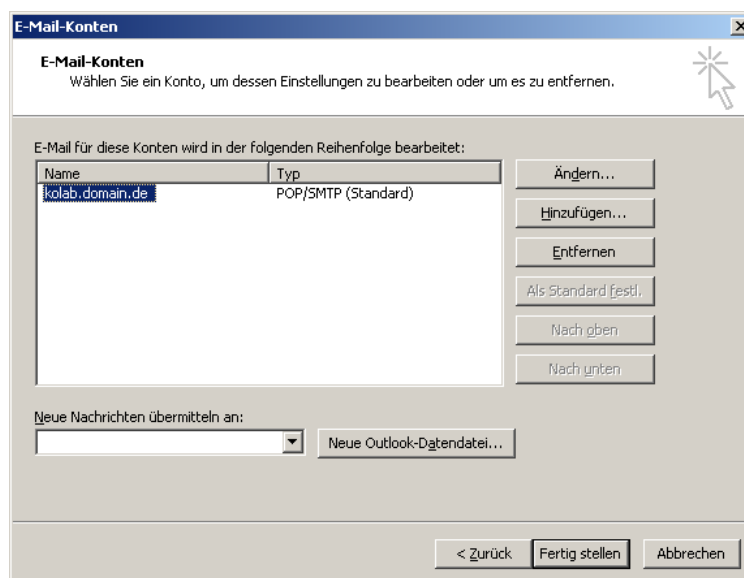 E-Mail-Konten
E-Mail-Konten
Wählen Sie ein Konto, um dessen Einstellungen zu bearbeiten oder um es zu entfernen.
E-Mail für diese Konten wird in der folgenden Reihenfolge bearbeitet:
Name Typ
kolab.domain.de POP/SMTP (Standard)
Ändern...
Hinzufügen...
Entfernen
Als Standard festl.
Nach oben
Nach unten
Neue Nachrichten übermitteln an:
Neue Outlook-Datendatei...
< Zurück Fertig stellen Abbrechen